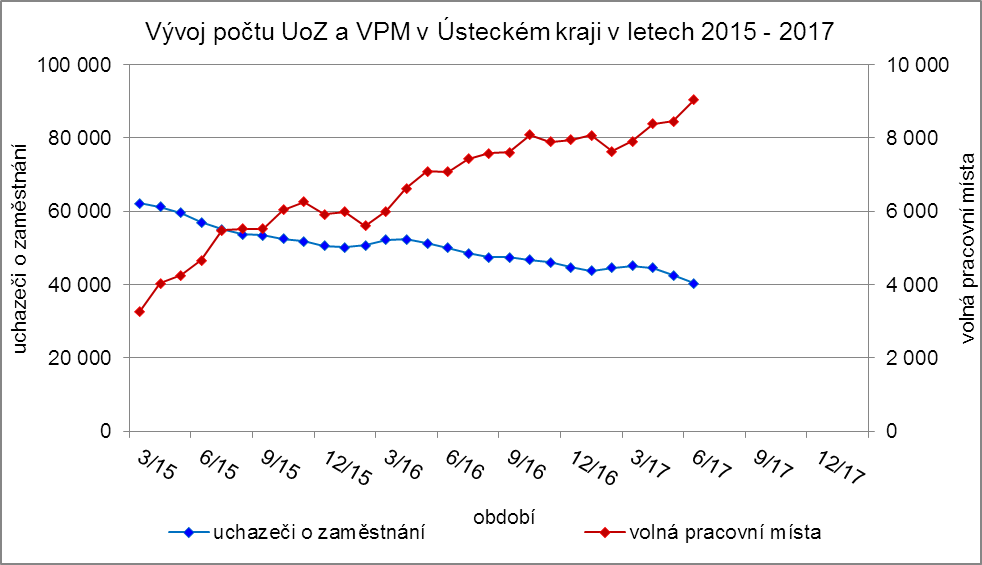 Vývoj počtu UoZ a VPM v Ústeckém kraji v letech 2015 - 2017
uchazeči o zaměstnání
100 000
80 000
60 000
40 000
20 000
0
10 000
8 000
6 000
4 000
2 000
0
volná pracovní místa
3/15 6/15 9/15 12/15 3/16 6/16 9/16 12/16 3/17 6/17 9/17 12/17
období
uchazeči o zaměstnání volná pracovní místa